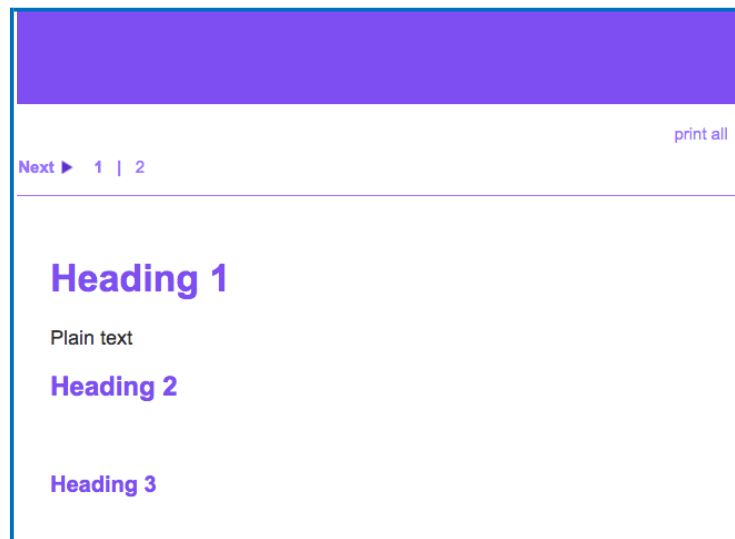 print all
Next ▶ 1 | 2
Heading 1
Plain text
Heading 2
Heading 3